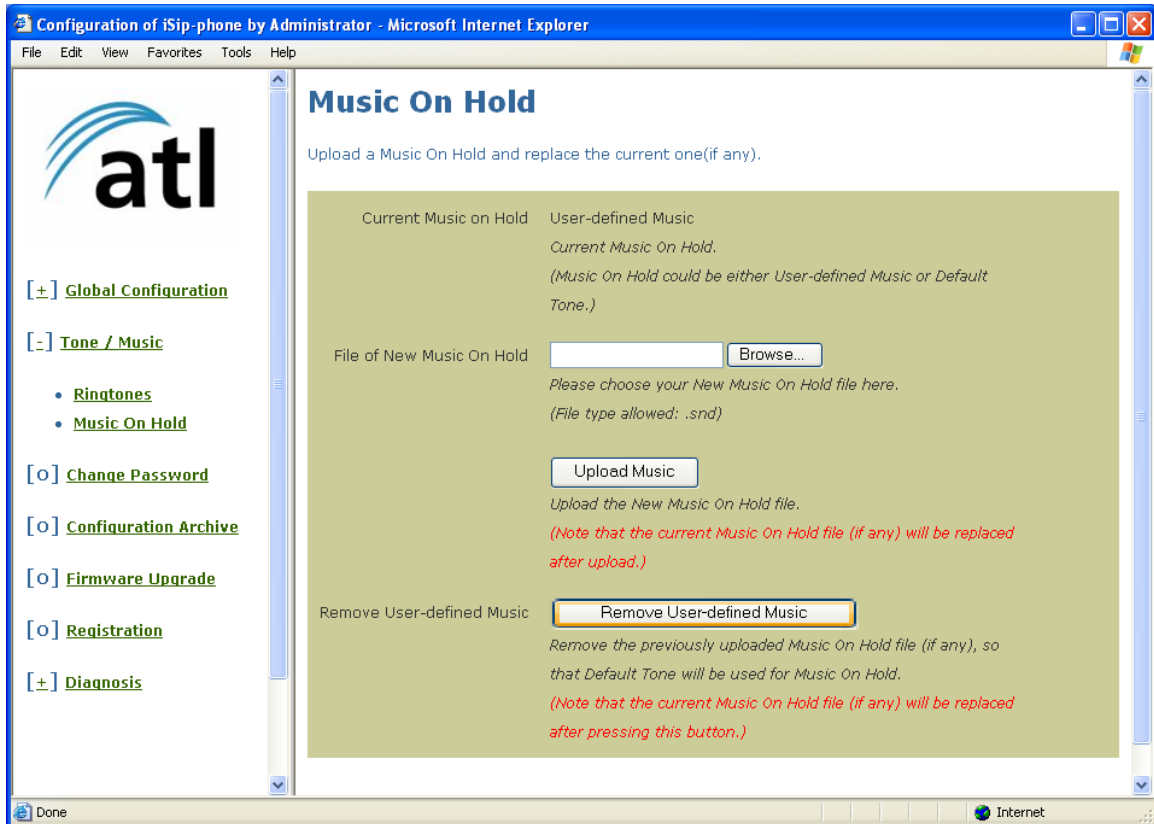 Configuration of iSip-phone by Administrator - Microsoft Internet Explorer
File Edit View Favorites Tools Help
atl
[+] Global Configuration
[-] Tone / Music
• Ringtones
• Music On Hold
[o] Change Password
[o] Configuration Archive
[o] Firmware Upgrade
[o] Registration
[+] Diagnosis
Music On Hold
Upload a Music On Hold and replace the current one(if any).
Current Music on Hold User-defined Music
Current Music On Hold.
(Music On Hold could be either User-defined Music or Default
Tone.)
File of New Music On Hold Browse...
Please choose your New Music On Hold file here.
(File type allowed: .snd)
Upload Music
Upload the New Music On Hold file.
(Note that the current Music On Hold file (if any) will be replaced
after upload.)
Remove User-defined Music Remove User-defined Music
Remove the previously uploaded Music On Hold file (if any), so
that Default Tone will be used for Music On Hold.
(Note that the current Music On Hold file (if any) will be replaced
after pressing this button.)
Done Internet